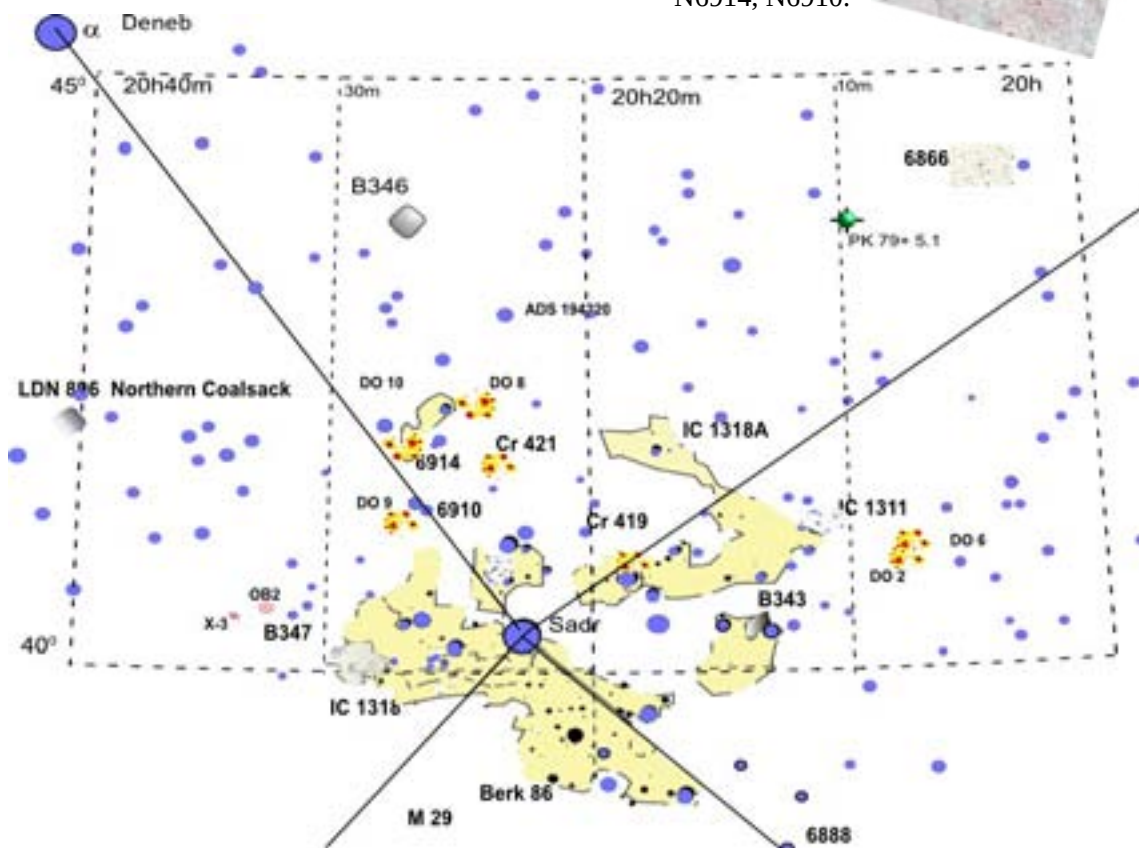 N6914, N6910.
α Deneb
45⁰ 20h40m 30m 20h20m 10m 20h
6866
B346
PK 79+ 5.1
ADS 194220
LDN 896 Northern Coalsack
DO 10 DO 8
IC 1318A
6914 Cr 421
DO 9 6910
Cr 419 IC 1311
DO 6
DO 2
OB2
X-3 B347
Sadr
B343
40⁰
IC 1318
Berk 86
M 29
6888